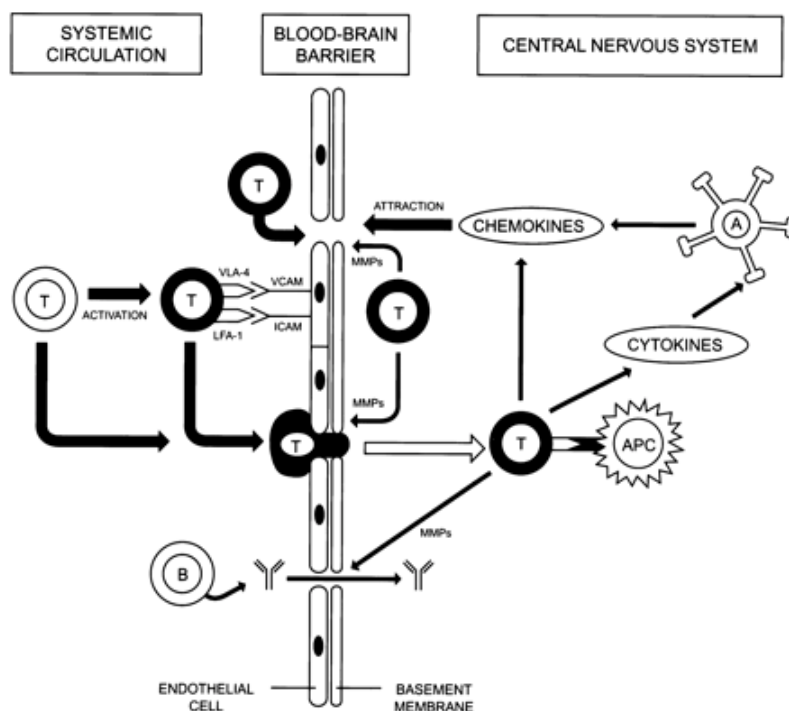 SYSTEMIC
CIRCULATION
BLOOD-BRAIN
BARRIER
CENTRAL NERVOUS SYSTEM
T
ATTRACTION
CHEMOKINES
A
MMPs
VLA-4
VCAM
T
ACTIVATION
T
T
LFA-1
ICAM
CYTOKINES
MMPs
T
T
APC
MMPs
B
ENDOTHELIAL
CELL
BASEMENT
MEMBRANE